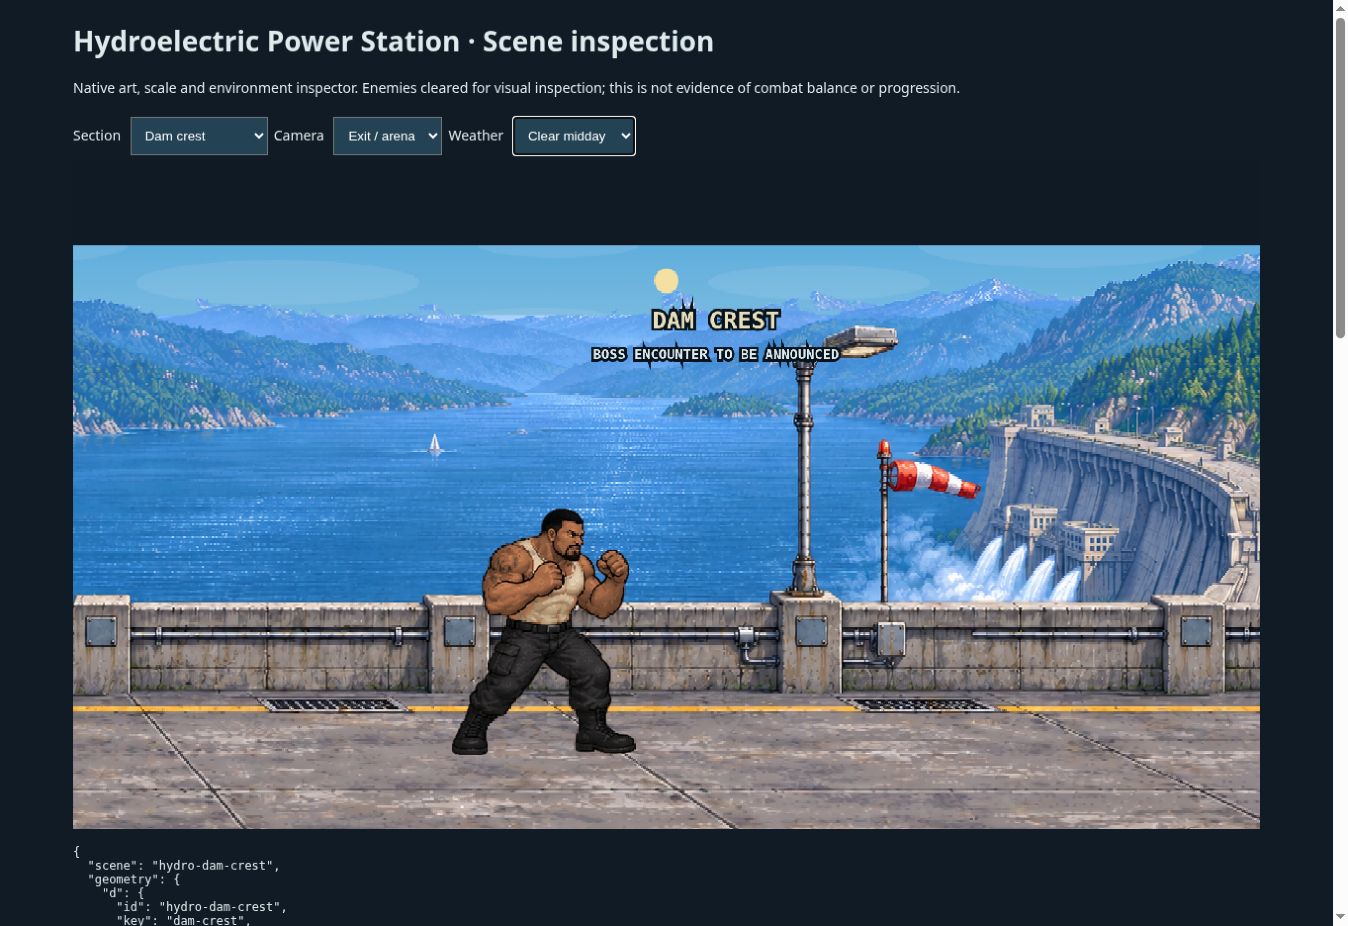 Hydroelectric Power Station · Scene inspection
Native art, scale and environment inspector. Enemies cleared for visual inspection; this is not evidence of combat balance or progression.
Section Dam crest Camera Exit / arena Weather Clear midday
DAM CREST
BOSS ENCOUNTER TO BE ANNOUNCED
{
  "scene": "hydro-dam-crest",
  "geometry": {
    "d": {
      "id": "hydro-dam-crest",
      "key": "dam-crest",